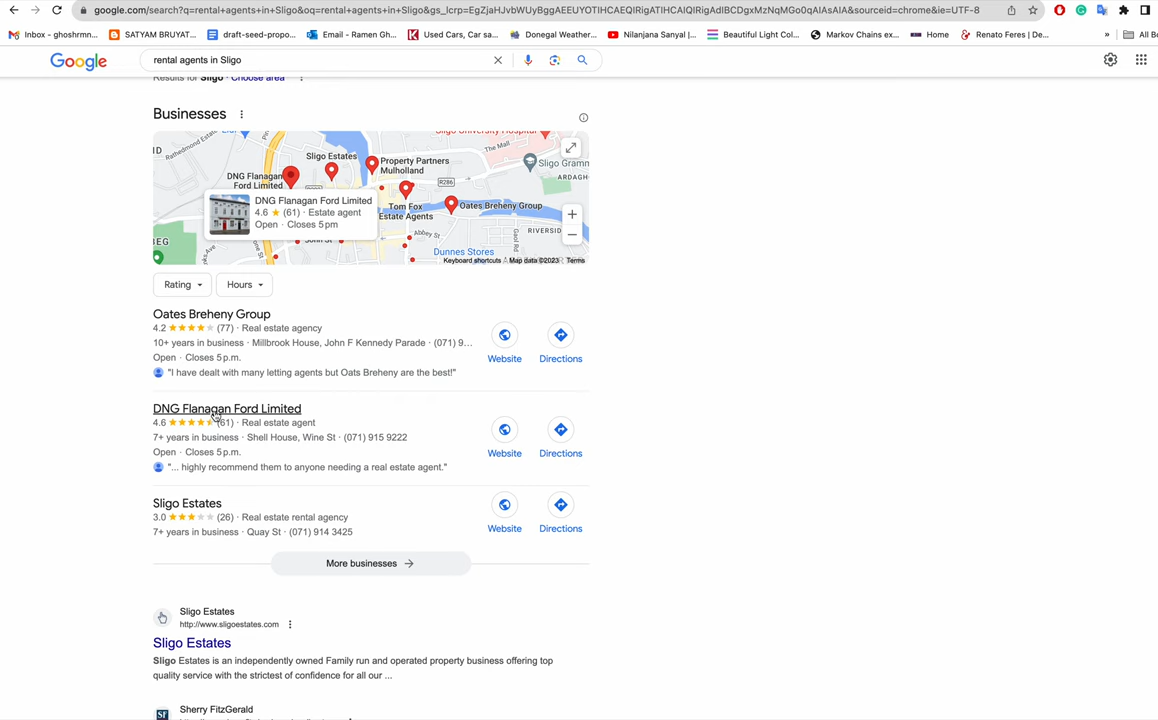 google.com/search?q=rental+agents+in+Sligo&oq=rental+agents+in+Sligo&gs_lcrp=EgZjaHJvbWUyBggAEEUYOTIHCAEQIRigATIHCAIQIRigAdIBCDgxMzNqMGo0qAIAsAIA&sourceid=chrome&ie=UTF-8
Inbox - ghoshrmn...
SATYAM BRUYAT...
draft-seed-propo...
Email - Ramen Gh...
Used Cars, Car sa...
Donegal Weather...
Nilanjana Sanyal |...
Beautiful Light Col...
Markov Chains ex...
Home
Renato Feres | De...
»
All Bo
Google
rental agents in Sligo
Results for Sligo · Choose area
Businesses
Rathedmond Est
The Mall
Sligo University Hospital
ID
Sligo Estates
Property Partners
Mulholland
Sligo Gramm
DNG Flanagan
Ford Limited
R286
ARDAGH
DNG Flanagan Ford Limited
4.6 ★ (61) · Estate agent
Open · Closes 5 pm
Tom Fox
Estate Agents
Oates Breheny Group
Abbey St
RIVERSID
John St
Gaol Rd
Dunnes Stores
Keyboard shortcuts
Map data ©2023
Terms
Rating
Hours
Oates Breheny Group
4.2 ★★★★ (77) · Real estate agency
10+ years in business · Millbrook House, John F Kennedy Parade · (071) 9...
Open · Closes 5 p.m.
"I have dealt with many letting agents but Oats Breheny are the best!"
Website
Directions
DNG Flanagan Ford Limited
4.6 (61) · Real estate agent
7+ years in business · Shell House, Wine St · (071) 915 9222
Open · Closes 5 p.m.
"... highly recommend them to anyone needing a real estate agent."
Website
Directions
Sligo Estates
3.0 (26) · Real estate rental agency
7+ years in business · Quay St · (071) 914 3425
Website
Directions
More businesses →
Sligo Estates
http://www.sligoestates.com
Sligo Estates
Sligo Estates is an independently owned Family run and operated property business offering top
quality service with the strictest of confidence for all our ...
SF
Sherry FitzGerald